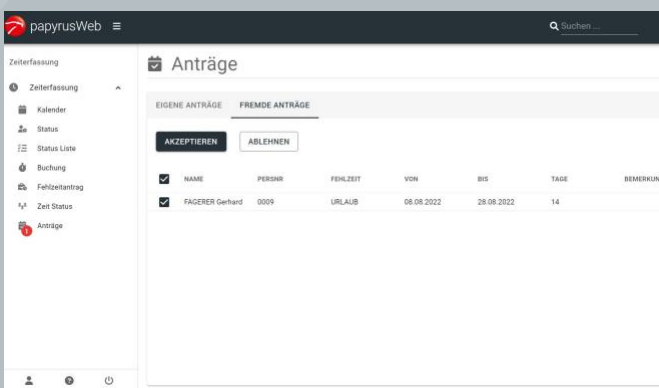 papyrusWeb
Suchen ...
Zeiterfassung
Zeiterfassung
Kalender
Status
Status Liste
Buchung
Fehlzeitantrag
Zeit Status
Anträge
1
Anträge
EIGENE ANTRÄGE FREMDE ANTRÄGE
AKZEPTIEREN ABLEHNEN
NAME PERSNR FEHLZEIT VON BIS TAGE
FAGERER Gerhard 0009 URLAUB 08.08.2022 28.08.2022 14